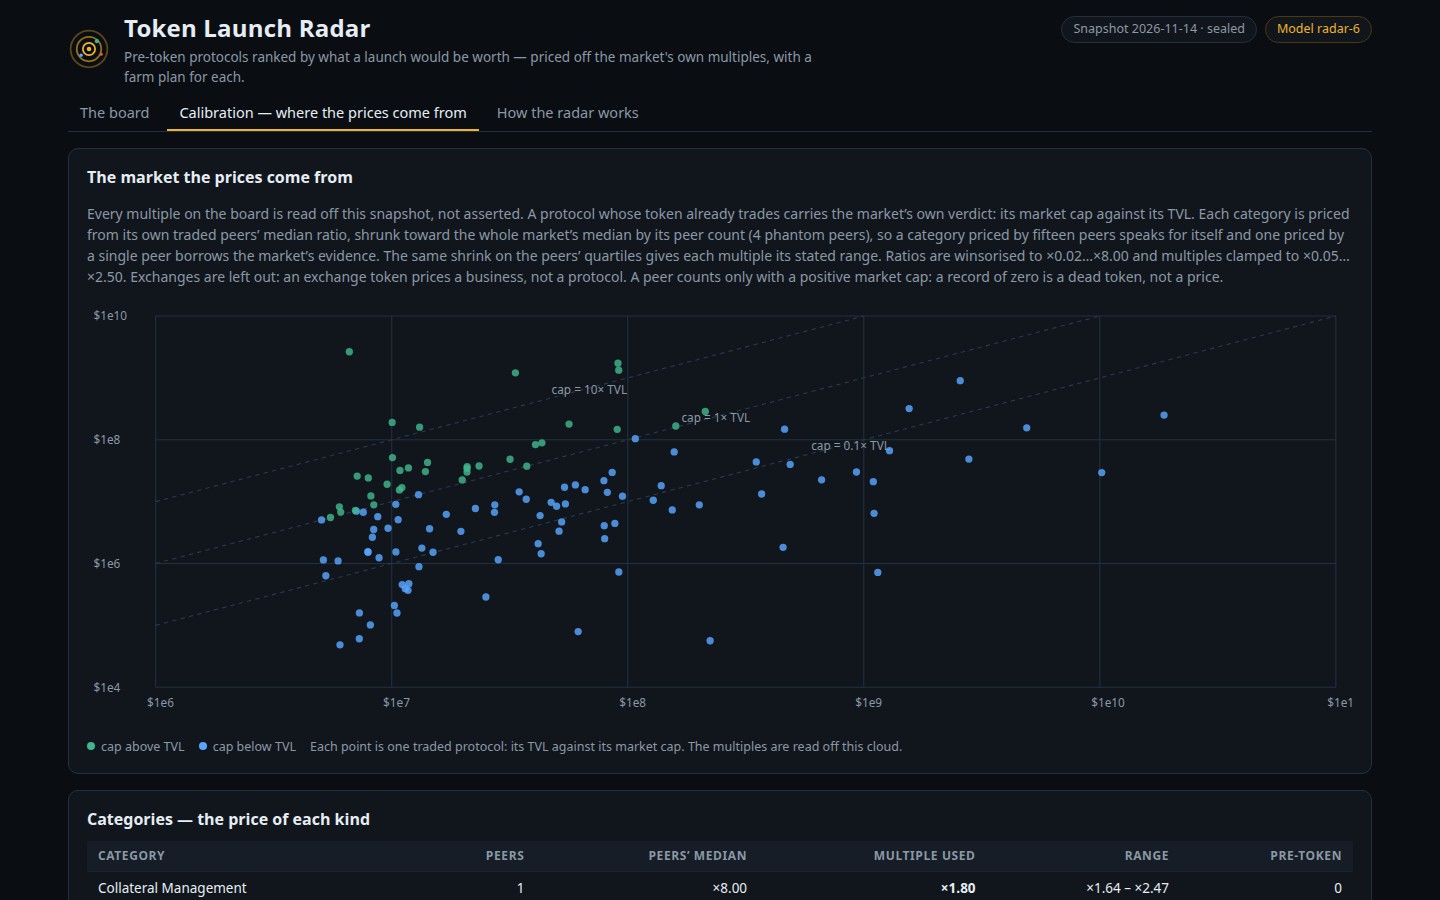 Token Launch Radar
Pre-token protocols ranked by what a launch would be worth — priced off the market's own multiples, with a
farm plan for each.
Snapshot 2026-11-14 · sealed
Model radar-6
The board
Calibration — where the prices come from
How the radar works
The market the prices come from
Every multiple on the board is read off this snapshot, not asserted. A protocol whose token already trades carries the market’s own verdict: its market cap against its TVL. Each category is priced
from its own traded peers’ median ratio, shrunk toward the whole market’s median by its peer count (4 phantom peers), so a category priced by fifteen peers speaks for itself and one priced by
a single peer borrows the market’s evidence. The same shrink on the peers’ quartiles gives each multiple its stated range. Ratios are winsorised to ×0.02…×8.00 and multiples clamped to ×0.05…
×2.50. Exchanges are left out: an exchange token prices a business, not a protocol. A peer counts only with a positive market cap: a record of zero is a dead token, not a price.
$1e10
cap = 10× TVL
cap = 1× TVL
$1e8
cap = 0.1× TVL
$1e6
$1e4
$1e6
$1e7
$1e8
$1e9
$1e10
$1e1
cap above TVL
cap below TVL
Each point is one traded protocol: its TVL against its market cap. The multiples are read off this cloud.
Categories — the price of each kind
CATEGORY PEERS PEERS’ MEDIAN MULTIPLE USED RANGE PRE-TOKEN
Collateral Management 1 ×8.00 ×1.80 ×1.64 – ×2.47 0